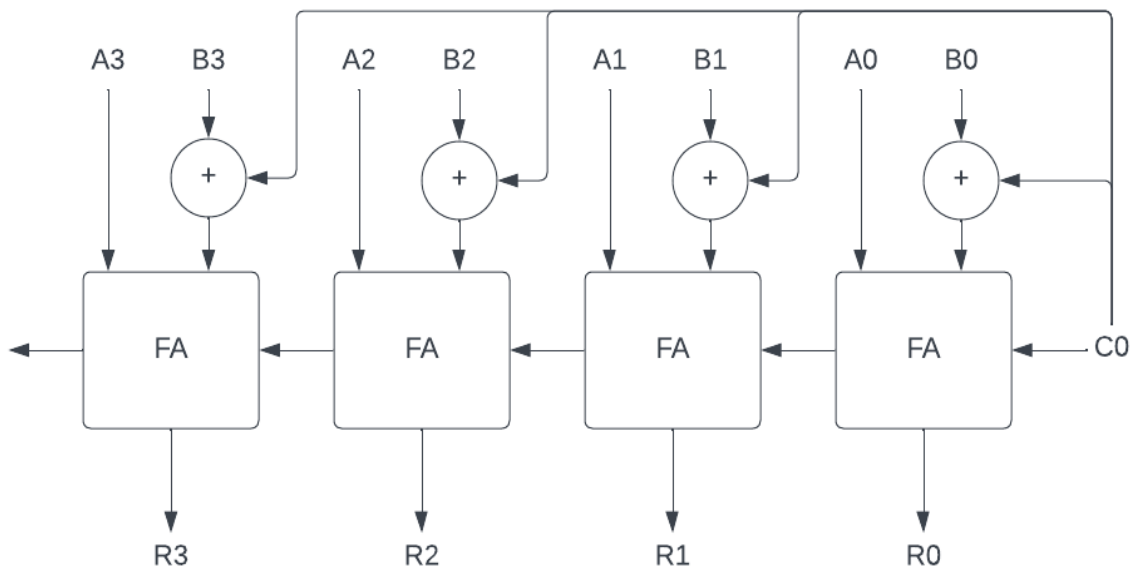 A3 B3 A2 B2 A1 B1 A0 B0
+ + + +
FA FA FA FA C0
R3 R2 R1 R0